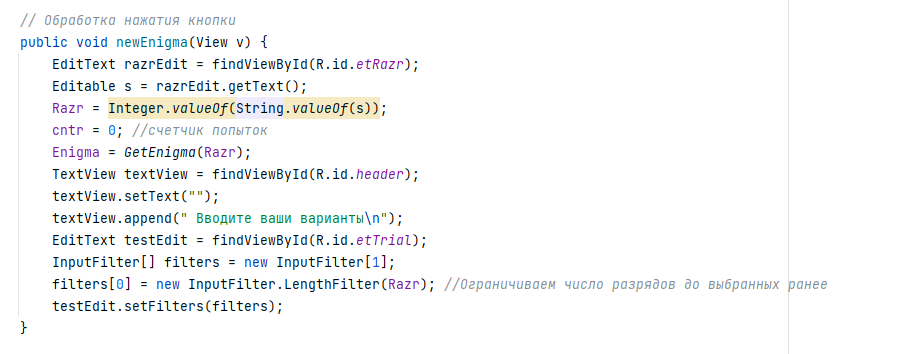 // Обработка нажатия кнопки
public void newEnigma(View v) {
    EditText razrEdit = findViewById(R.id.etRazr);
    Editable s = razrEdit.getText();
    Razr = Integer.valueOf(String.valueOf(s));
    cntr = 0; //счетчик попыток
    Enigma = GetEnigma(Razr);
    TextView textView = findViewById(R.id.header);
    textView.setText("");
    textView.append(" Вводите ваши варианты\n");
    EditText testEdit = findViewById(R.id.etTrial);
    InputFilter[] filters = new InputFilter[1];
    filters[0] = new InputFilter.LengthFilter(Razr); //Ограничиваем число разрядов до выбранных ранее
    testEdit.setFilters(filters);
}